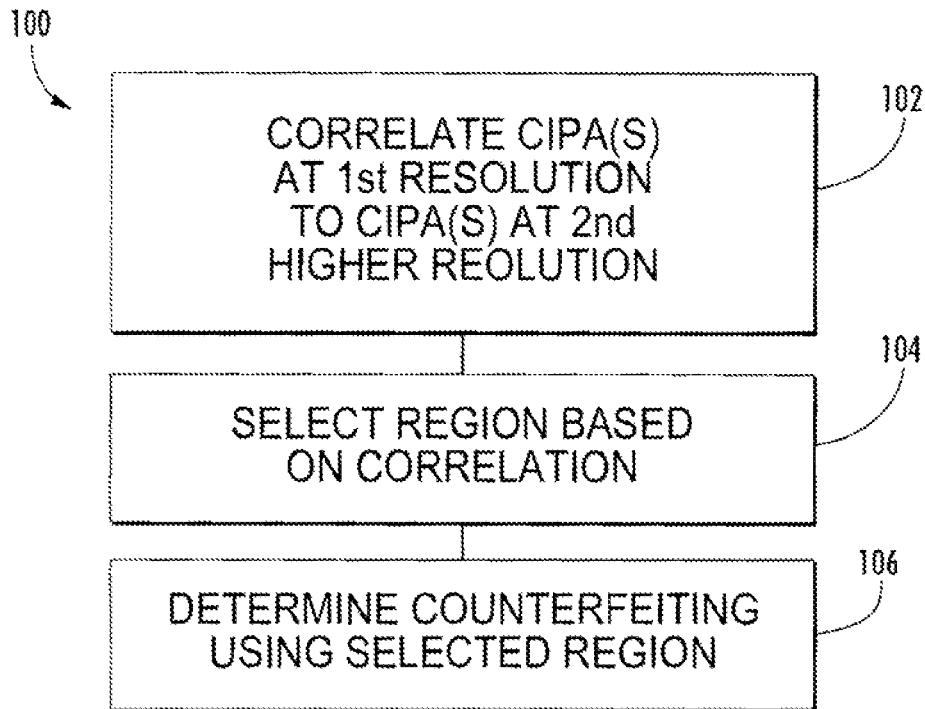 100
102
CORRELATE CIPA(S)
AT 1st RESOLUTION
TO CIPA(S) AT 2nd
HIGHER REOLUTION
104
SELECT REGION BASED
ON CORRELATION
106
DETERMINE COUNTERFEITING
USING SELECTED REGION